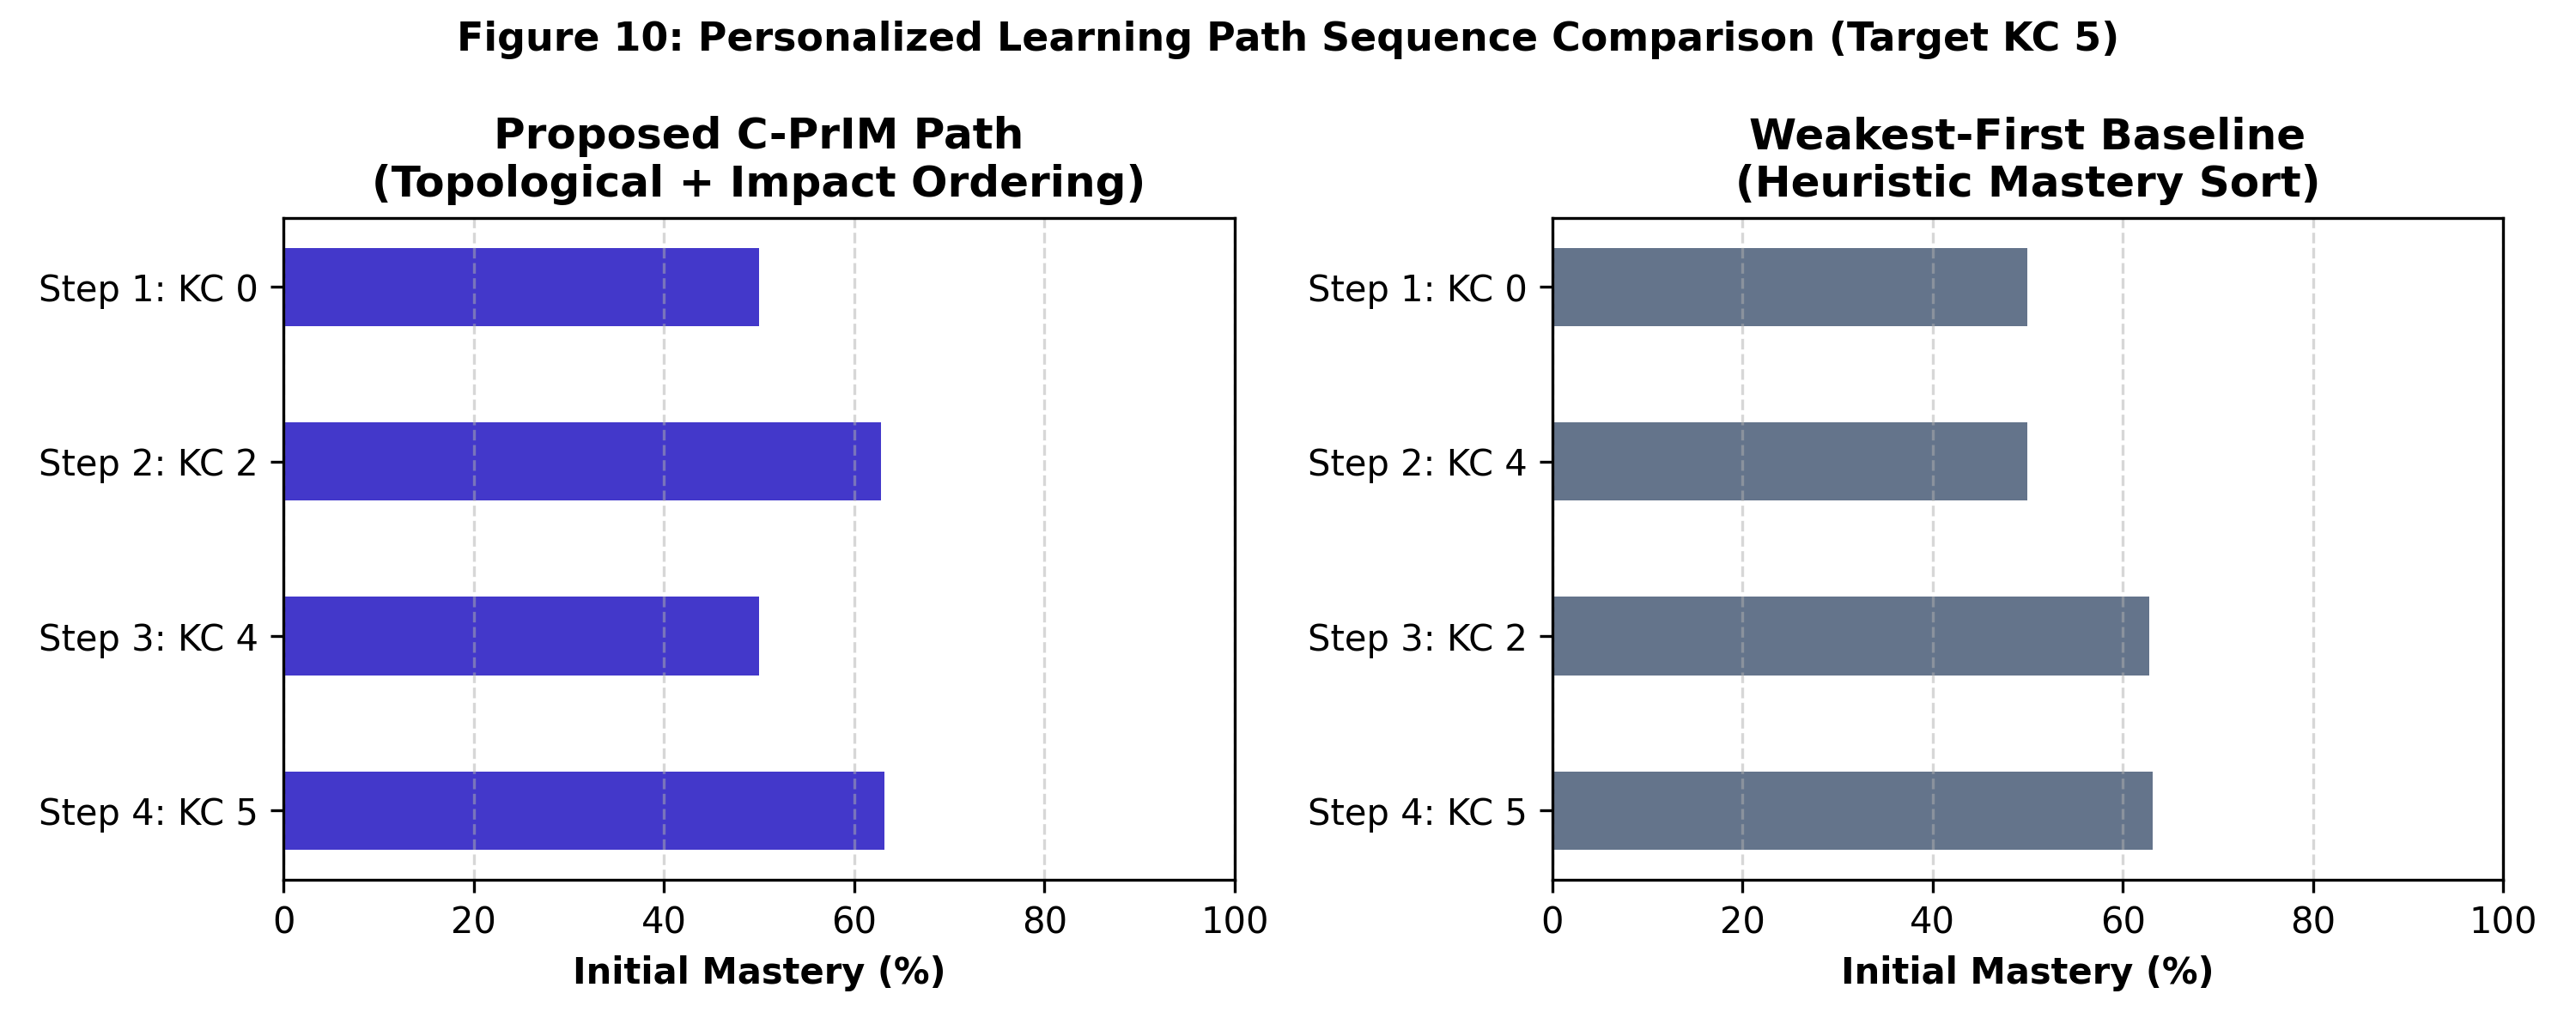 Figure 10: Personalized Learning Path Sequence Comparison (Target KC 5)
Proposed C-PrIM Path
(Topological + Impact Ordering)
Step 1: KC 0
Step 2: KC 2
Step 3: KC 4
Step 4: KC 5
0 20 40 60 80 100
Initial Mastery (%)
Weakest-First Baseline
(Heuristic Mastery Sort)
Step 1: KC 0
Step 2: KC 4
Step 3: KC 2
Step 4: KC 5
0 20 40 60 80 100
Initial Mastery (%)